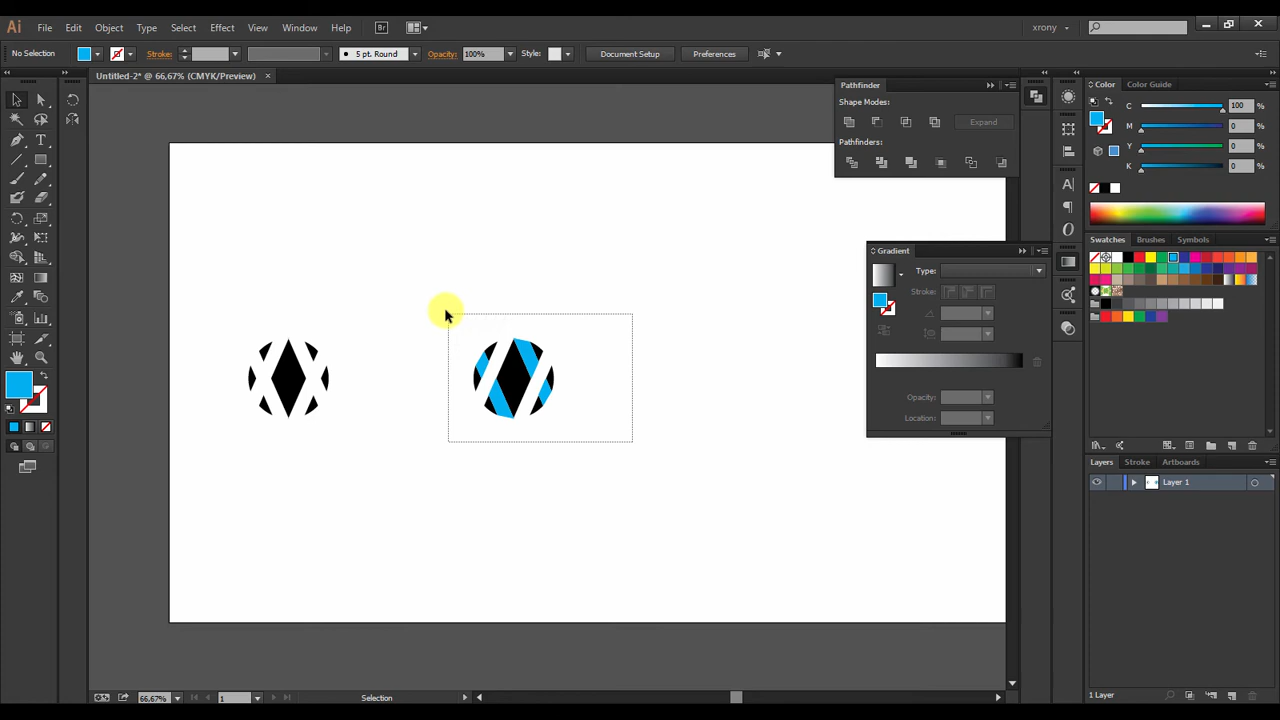 Ai File Edit Object Type Select Effect View Window Help Br xrony
No Selection Stroke: 5 pt. Round Opacity: 100% Style: Document Setup Preferences
Untitled-2* @ 66,67% (CMYK/Preview)
Pathfinder
Shape Modes:
Expand
Pathfinders:
Color Color Guide
C 100 %
M 0 %
Y 0 %
K 0 %
Swatches Brushes Symbols
Gradient
Type:
Stroke:
Opacity:
Location:
Layers Stroke Artboards
Layer 1
66,67% 1 Selection
1 Layer